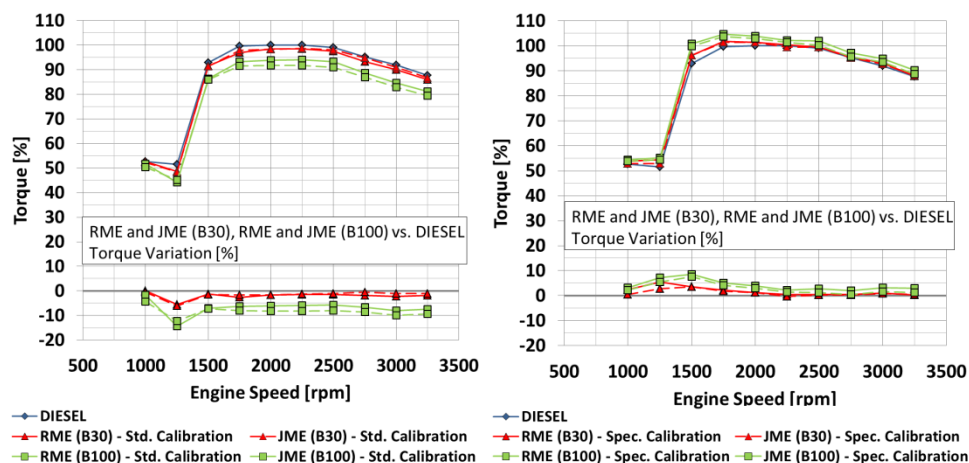 110
100
90
80
70
60
50
40
30
20
10
0
-10
-20
Torque [%]
RME and JME (B30), RME and JME (B100) vs. DIESEL
Torque Variation [%]
500 1000 1500 2000 2500 3000 3500
Engine Speed [rpm]
DIESEL
RME (B30) - Std. Calibration JME (B30) - Std. Calibration
RME (B100) - Std. Calibration JME (B100) - Std. Calibration
110
100
90
80
70
60
50
40
30
20
10
0
-10
-20
Torque [%]
RME and JME (B30), RME and JME (B100) vs. DIESEL
Torque Variation [%]
500 1000 1500 2000 2500 3000 3500
Engine Speed [rpm]
DIESEL
RME (B30) - Spec. Calibration JME (B30) - Spec. Calibration
RME (B100) - Spec. Calibration JME (B100) - Spec. Calibration